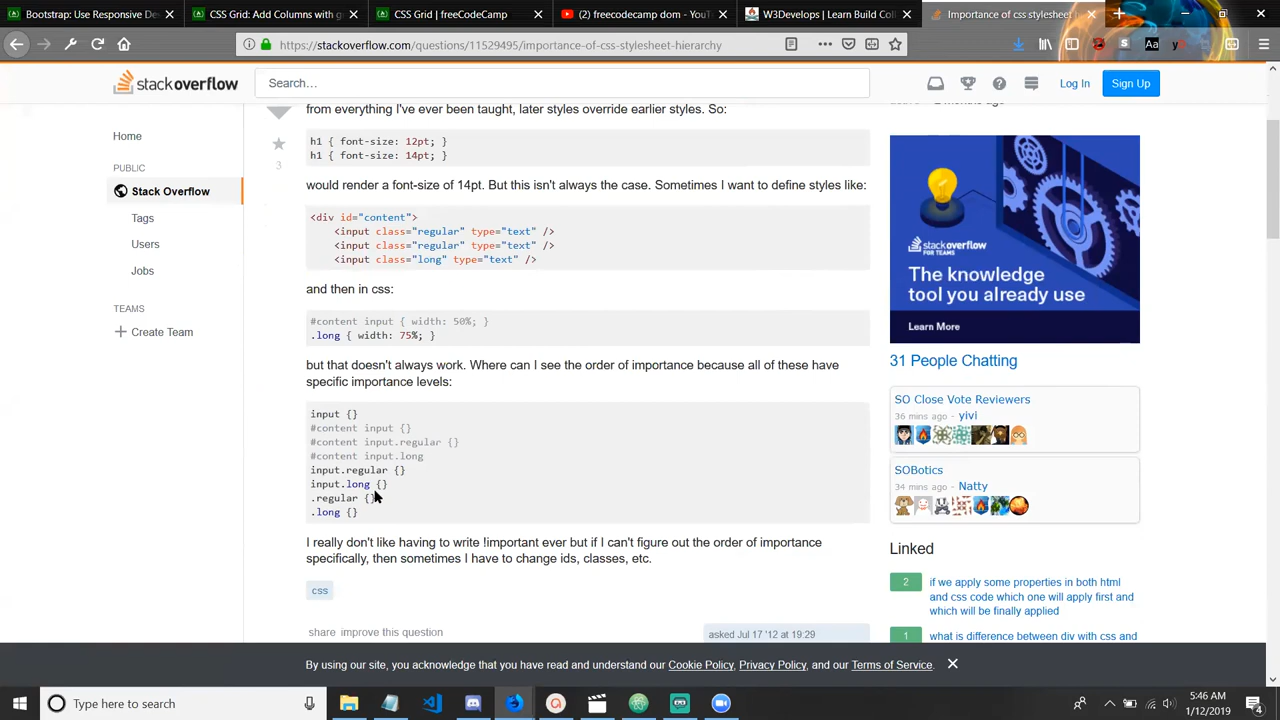 Bootstrap: Use Responsive Des
CSS Grid: Add Columns with g
CSS Grid | freeCodeCamp
(2) freecodecamp dom - YouT
W3Develops | Learn Build Coll
Importance of css stylesheet
https://stackoverflow.com/questions/11529495/importance-of-css-stylesheet-hierarchy
stackoverflow
Search...
Log In
Sign Up
Home
PUBLIC
Stack Overflow
Tags
Users
Jobs
TEAMS
Create Team
3
from everything I've ever been taught, later styles override earlier styles. So:
h1 { font-size: 12pt; }
h1 { font-size: 14pt; }
would render a font-size of 14pt. But this isn't always the case. Sometimes I want to define styles like:
<div id="content">
<input class="regular" type="text" />
<input class="regular" type="text" />
<input class="long" type="text" />
and then in css:
#content input { width: 50%; }
.long { width: 75%; }
but that doesn't always work. Where can I see the order of importance because all of these have
specific importance levels:
input {}
#content input {}
#content input.regular {}
#content input.long
input.regular {}
input.long {}
.regular {}
.long {}
I really don't like having to write !important ever but if I can't figure out the order of importance
specifically, then sometimes I have to change ids, classes, etc.
css
share improve this question
asked Jul 17 '12 at 19:29
stackoverflow
FOR TEAMS
The knowledge
tool you already use
Learn More
31 People Chatting
SO Close Vote Reviewers
36 mins ago - yivi
SOBotics
34 mins ago - Natty
Linked
2
if we apply some properties in both html
and css code which one will apply first and
which will be finally applied
1
what is difference between div with css and
By using our site, you acknowledge that you have read and understand our Cookie Policy, Privacy Policy, and our Terms of Service.
Type here to search
5:46 AM
1/12/2019
4